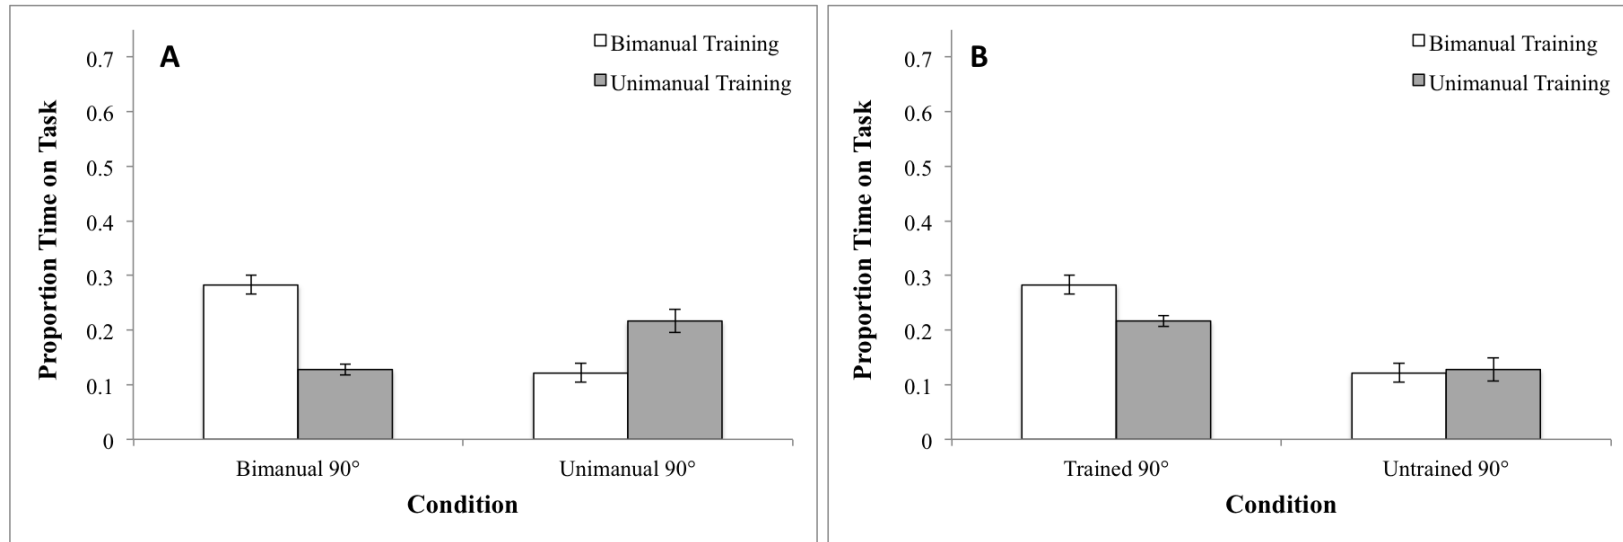 A
Bimanual Training
Unimanual Training
Proportion Time on Task
0.7
0.6
0.5
0.4
0.3
0.2
0.1
0
Bimanual 90°
Unimanual 90°
Condition
B
Bimanual Training
Unimanual Training
Proportion Time on Task
0.7
0.6
0.5
0.4
0.3
0.2
0.1
0
Trained 90°
Untrained 90°
Condition